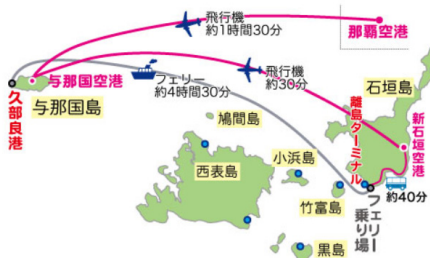 飛行機
約1時間30分
那覇空港
与那国空港
フェリー
約4時間30分
飛行機
約30分
石垣島
久部良港
与那国島
鳩間島
離島ターミナル
新石垣空港
小浜島
西表島
竹富島
約40分
フェリー
乗り場
黒島